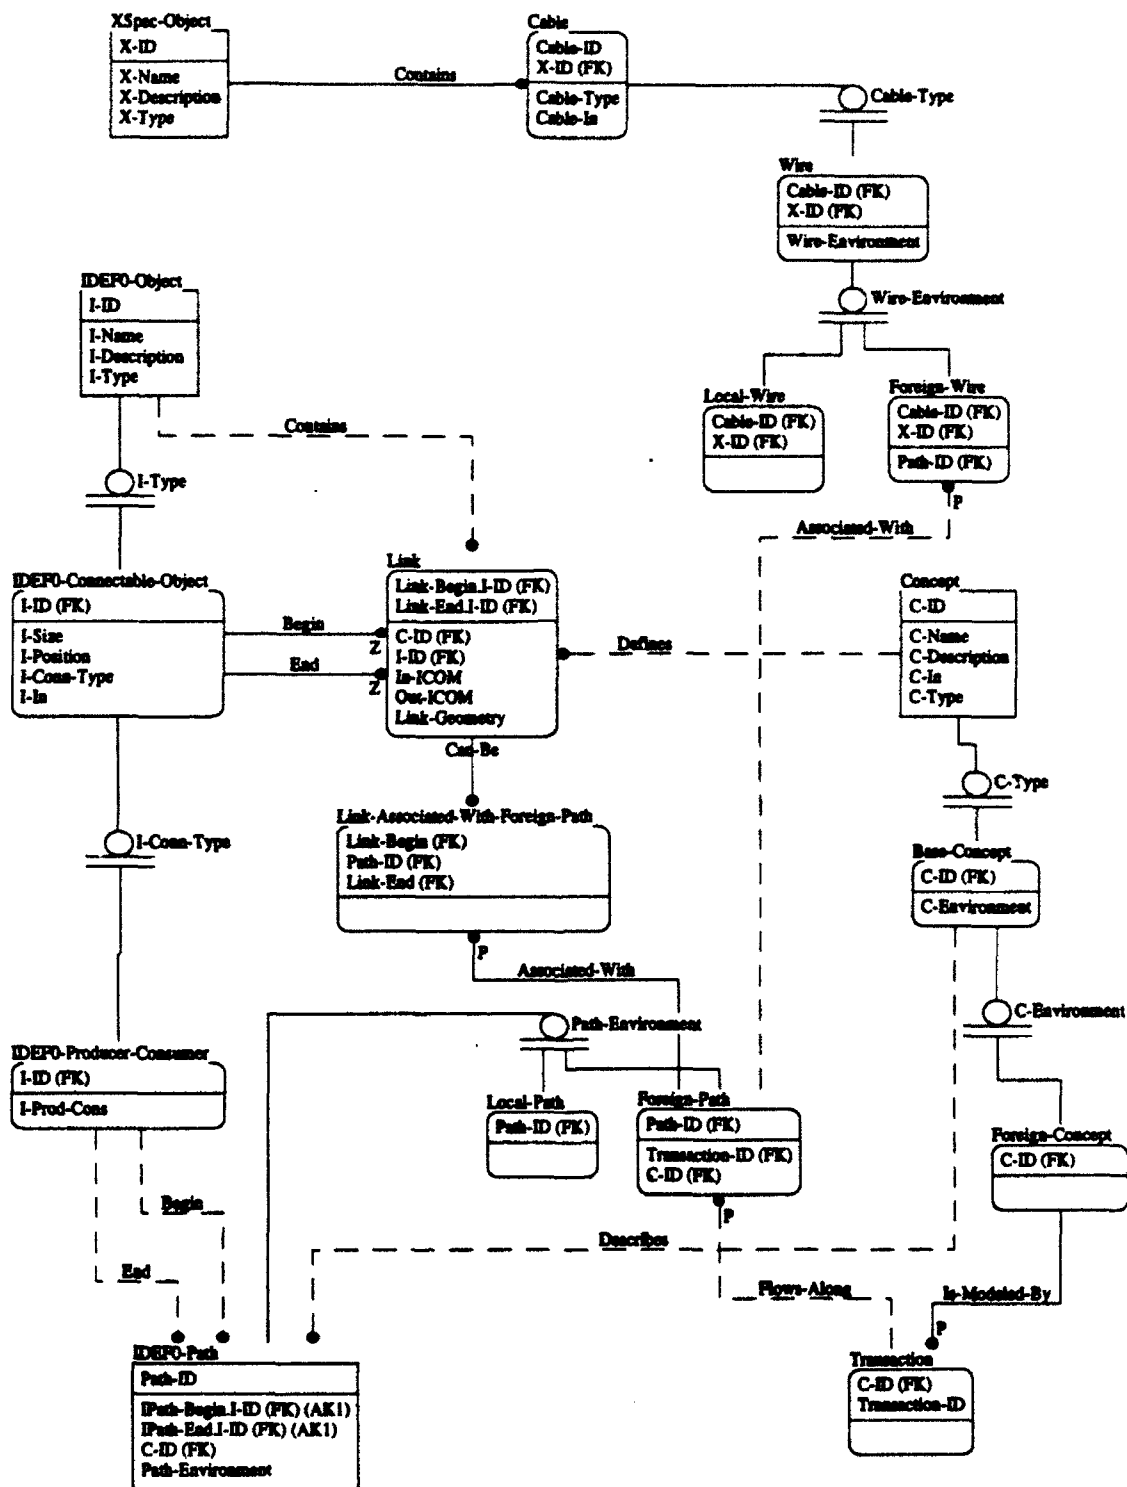 XSpec-Object
X-ID
X-Name
X-Description
X-Type
Contains
Cable
Cable-ID
X-ID (FK)
Cable-Type
Cable-In
Cable-Type
Wire
Cable-ID (FK)
X-ID (FK)
Wire-Environment
Wire-Environment
Local-Wire
Cable-ID (FK)
X-ID (FK)
Foreign-Wire
Cable-ID (FK)
X-ID (FK)
Path-ID (FK)
P
Associated-With
IDEF0-Object
I-ID
I-Name
I-Description
I-Type
Contains
I-Type
IDEF0-Connectable-Object
I-ID (FK)
I-Size
I-Position
I-Conn-Type
I-In
Begin
Z
End
Z
Link
Link-Begin.I-ID (FK)
Link-End.I-ID (FK)
C-ID (FK)
I-ID (FK)
In-ICOM
Out-ICOM
Link-Geometry
Defines
Concept
C-ID
C-Name
C-Description
C-In
C-Type
Can-Be
C-Type
Link-Associated-With-Foreign-Path
Link-Begin (FK)
Path-ID (FK)
Link-End (FK)
P
Associated-With
I-Conn-Type
Base-Concept
C-ID (FK)
C-Environment
C-Environment
Path-Environment
IDEF0-Producer-Consumer
I-ID (FK)
I-Prod-Cons
Local-Path
Path-ID (FK)
Foreign-Path
Path-ID (FK)
Transaction-ID (FK)
C-ID (FK)
P
Foreign-Concept
C-ID (FK)
Begin
End
Describes
Flows-Along
Is-Modeled-By
P
IDEF0-Path
Path-ID
IPath-Begin.I-ID (FK) (AK1)
IPath-End.I-ID (FK) (AK1)
C-ID (FK)
Path-Environment
Transaction
C-ID (FK)
Transaction-ID